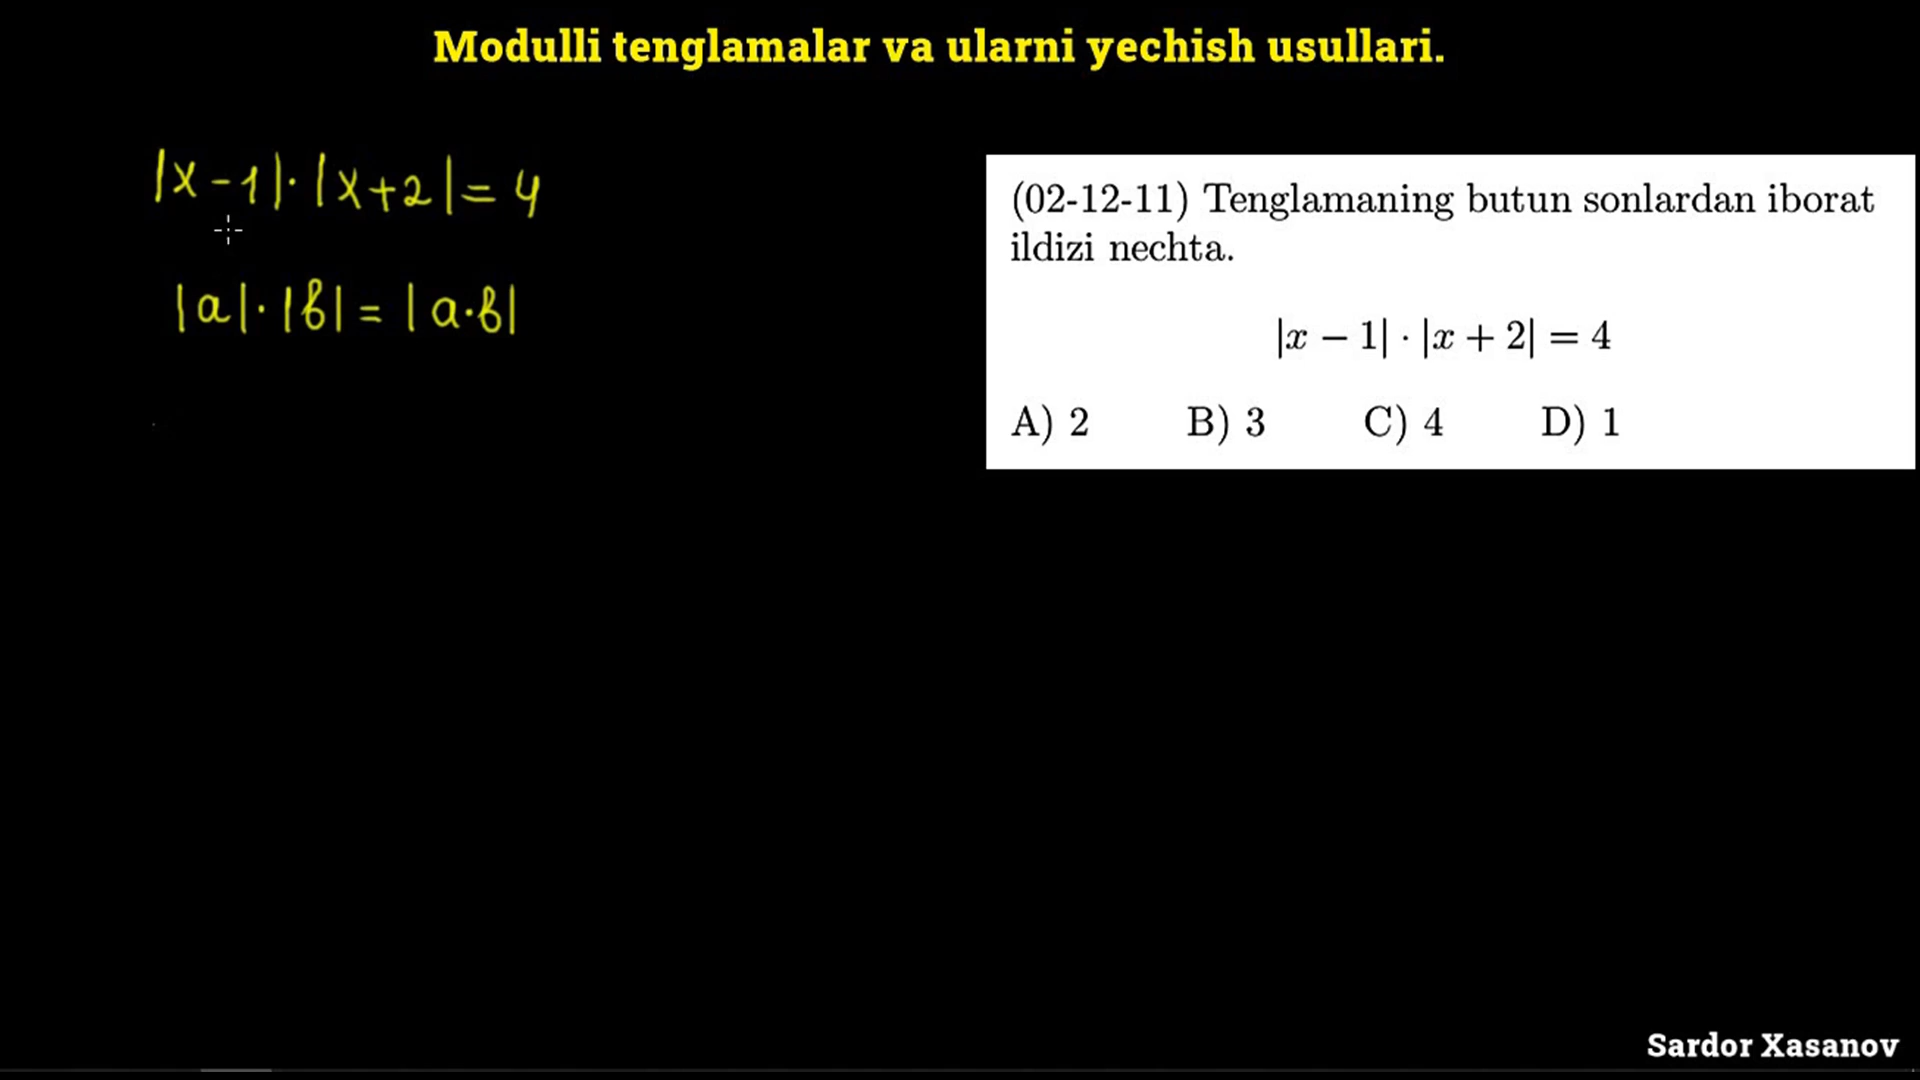 Modulli tenglamalar va ularni yechish usullari.
|x-1|·|x+2|=4
|a|·|b|=|a·b|
(02-12-11) Tenglamaning butun sonlardan iborat
ildizi nechta.
|x − 1| · |x + 2| = 4
A) 2 B) 3 C) 4 D) 1
Sardor Xasanov